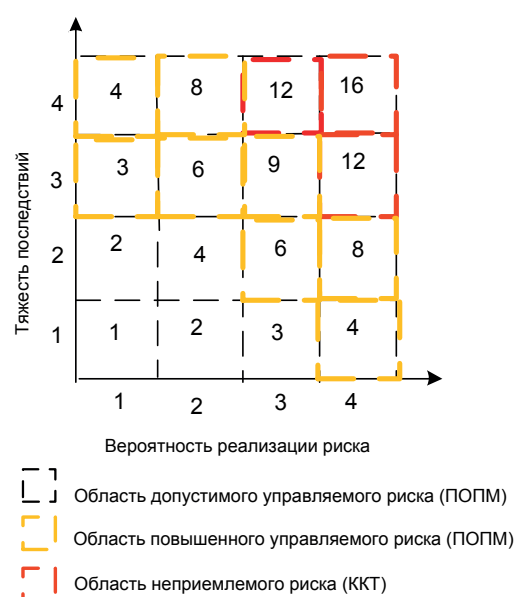 Тяжесть последствий
4 4 8 12 16
3 3 6 9 12
2 2 4 6 8
1 1 2 3 4
1 2 3 4
Вероятность реализации риска
Область допустимого управляемого риска (ПОПМ)
Область повышенного управляемого риска (ПОПМ)
Область неприемлемого риска (ККТ)